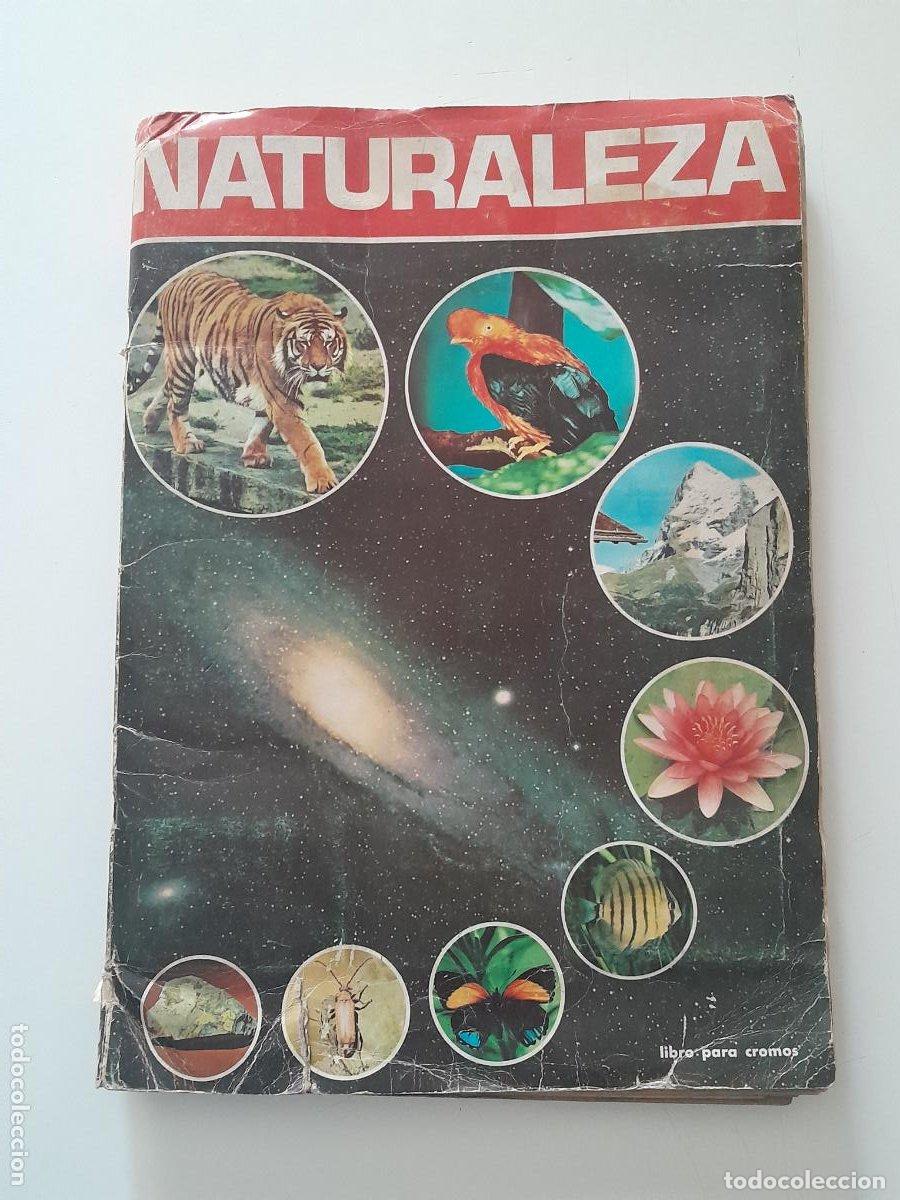 NATURALEZA
libro para cromos
todocoleccion
todocoleccion